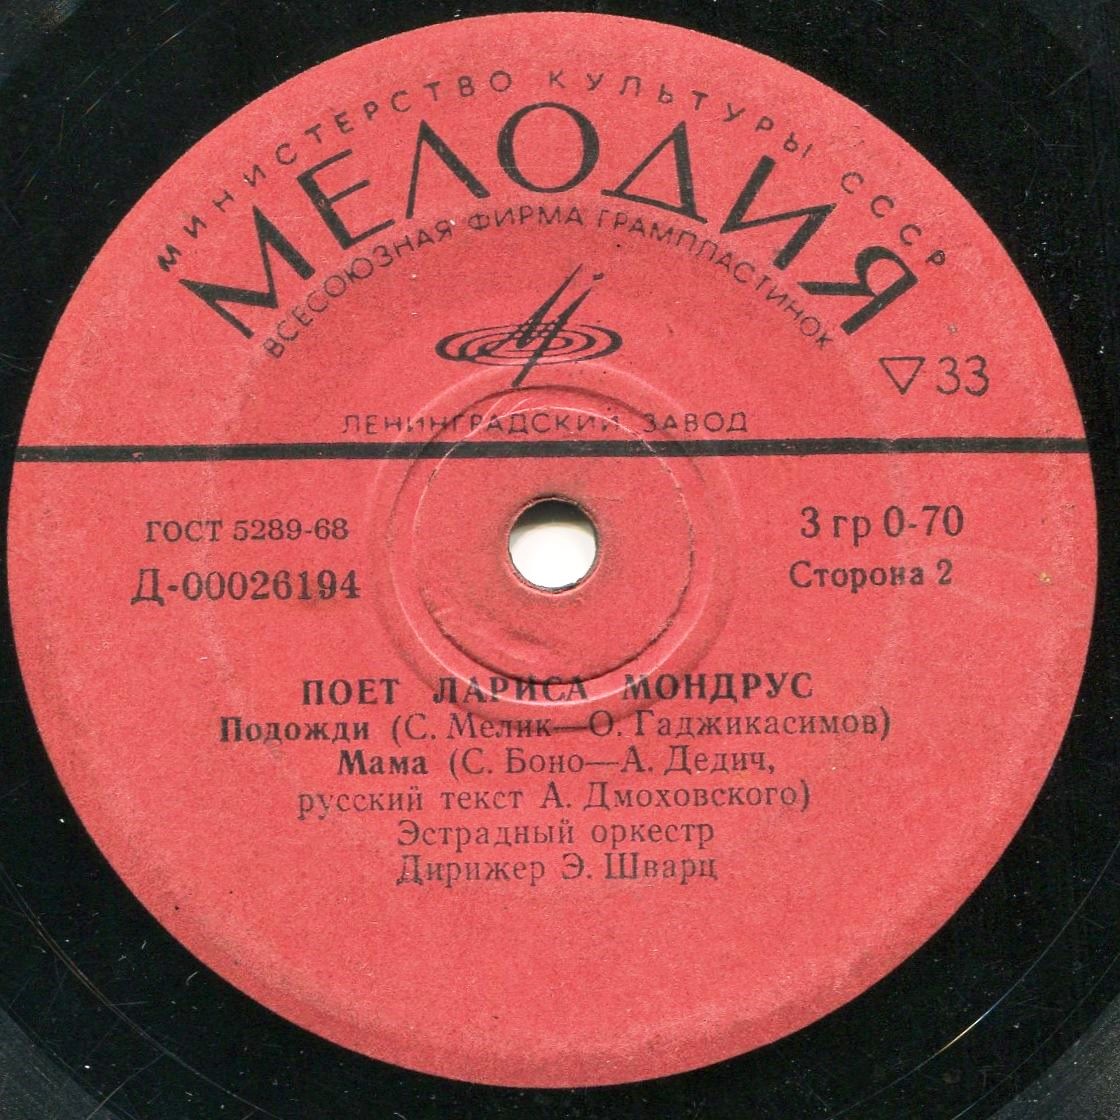 МИНИСТЕРСТВО КУЛЬТУРЫ СССР
МЕЛОДИЯ
ВСЕСОЮЗНАЯ ФИРМА ГРАМПЛАСТИНОК
▽33
ЛЕНИНГРАДСКИЙ ЗАВОД
ГОСТ 5289-68
Д-00026194
3 гр 0-70
Сторона 2
ПОЕТ ЛАРИСА МОНДРУС
Подожди (С. Мелик—О. Гаджикасимов)
Мама (С. Боно—А. Дедич,
русский текст А. Дмоховского)
Эстрадный оркестр
Дирижер Э. Шварц